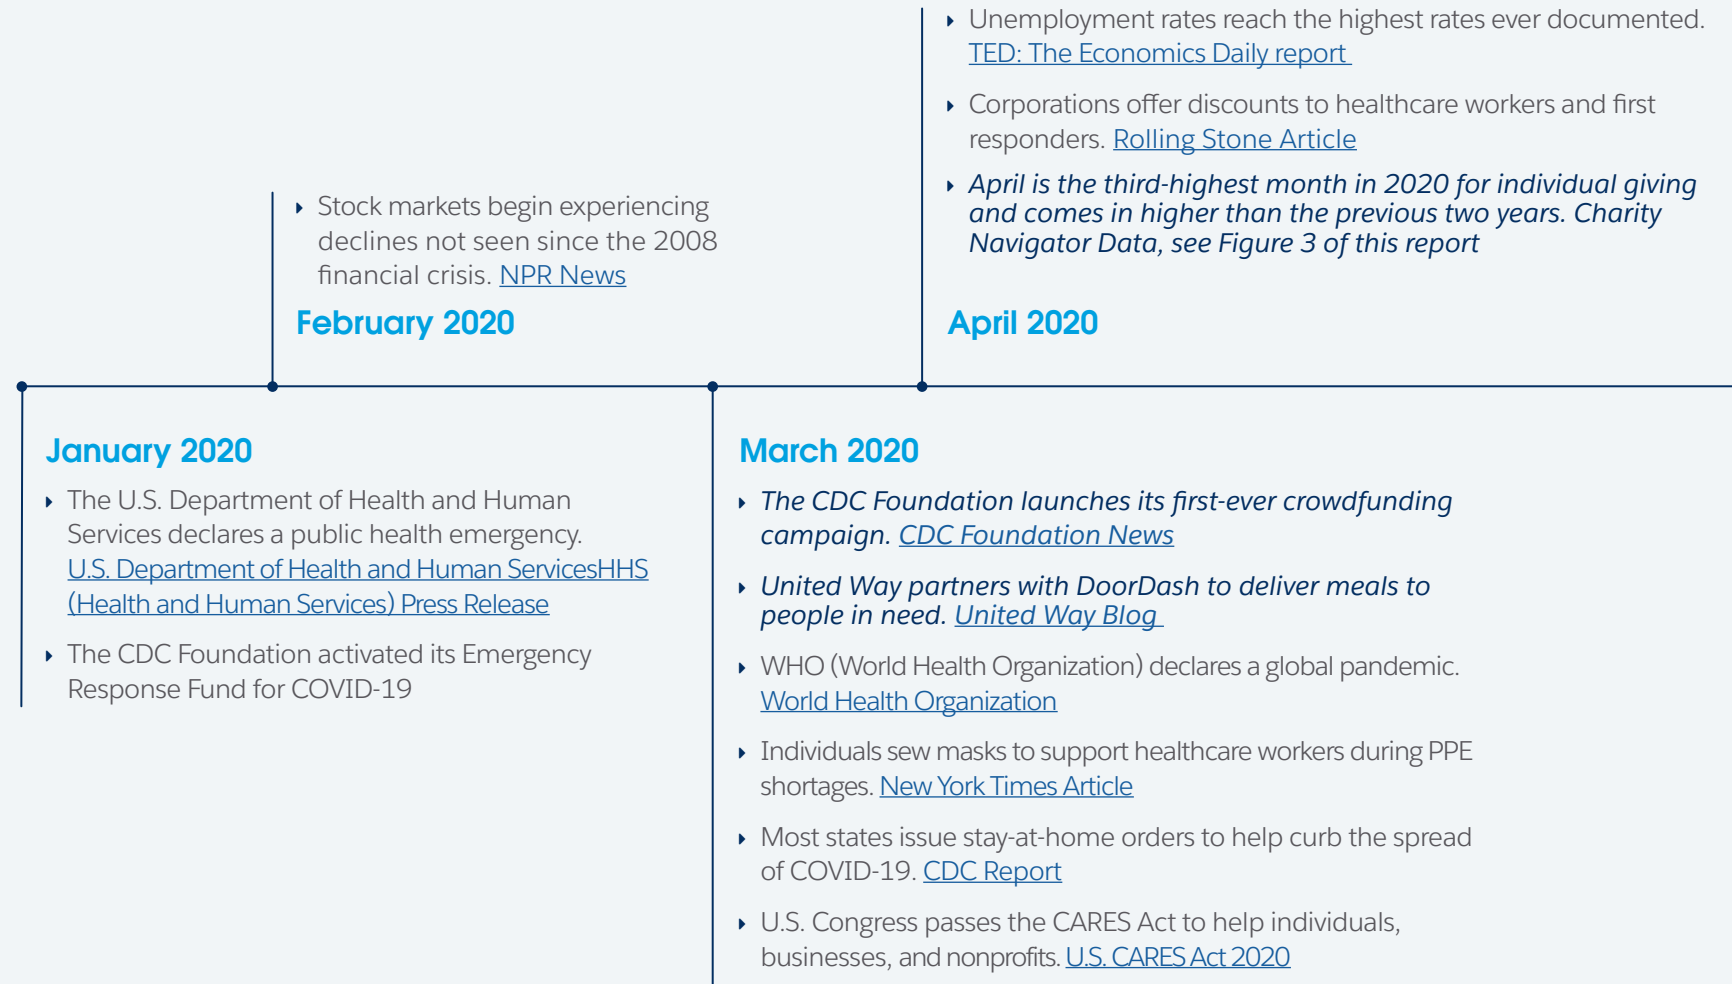 Unemployment rates reach the highest rates ever documented.
TED: The Economics Daily report
Corporations offer discounts to healthcare workers and first
responders. Rolling Stone Article
April is the third-highest month in 2020 for individual giving
and comes in higher than the previous two years. Charity
Navigator Data, see Figure 3 of this report
April 2020
Stock markets begin experiencing
declines not seen since the 2008
financial crisis. NPR News
February 2020
January 2020
The U.S. Department of Health and Human
Services declares a public health emergency.
U.S. Department of Health and Human ServicesHHS
(Health and Human Services) Press Release
The CDC Foundation activated its Emergency
Response Fund for COVID-19
March 2020
The CDC Foundation launches its first-ever crowdfunding
campaign. CDC Foundation News
United Way partners with DoorDash to deliver meals to
people in need. United Way Blog
WHO (World Health Organization) declares a global pandemic.
World Health Organization
Individuals sew masks to support healthcare workers during PPE
shortages. New York Times Article
Most states issue stay-at-home orders to help curb the spread
of COVID-19. CDC Report
U.S. Congress passes the CARES Act to help individuals,
businesses, and nonprofits. U.S. CARES Act 2020